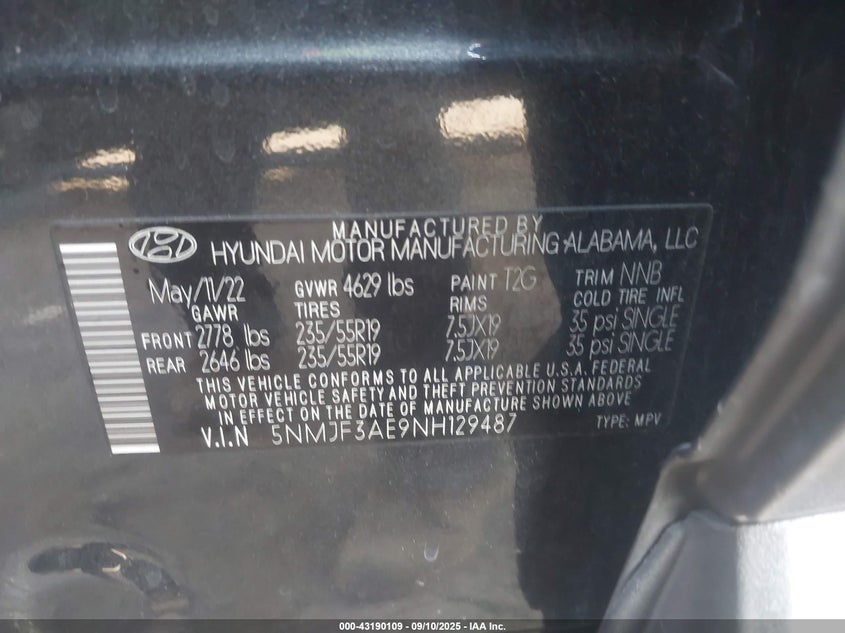 MANUFACTURED BY
HYUNDAI MOTOR MANUFACTURING ALABAMA, LLC
May/11/22 GVWR 4629 lbs PAINT T2G TRIM NNB
GAWR TIRES RIMS COLD TIRE INFL
FRONT 2778 lbs 235/55R19 7.5JX19 35 psi SINGLE
REAR 2646 lbs 235/55R19 7.5JX19 35 psi SINGLE
THIS VEHICLE CONFORMS TO ALL APPLICABLE U.S.A. FEDERAL
MOTOR VEHICLE SAFETY AND THEFT PREVENTION STANDARDS
IN EFFECT ON THE DATE OF MANUFACTURE SHOWN ABOVE
V.I.N 5NMJF3AE9NH129487 TYPE: MPV
000-43190109 - 09/10/2025 - IAA Inc.